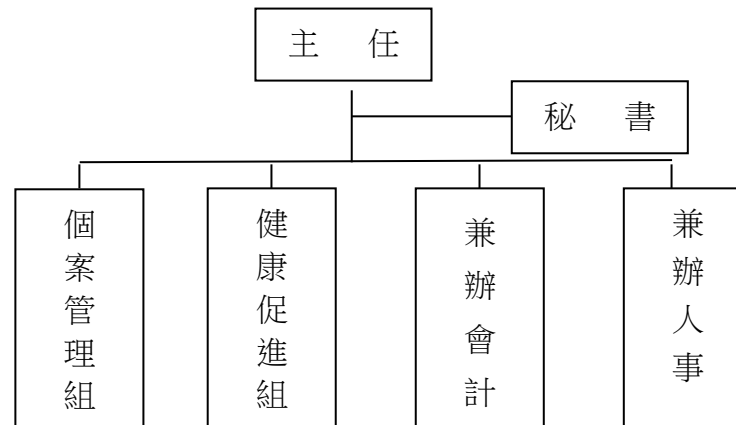 主 任
秘 書
個案管理組
健康促進組
兼辦會計
兼辦人事